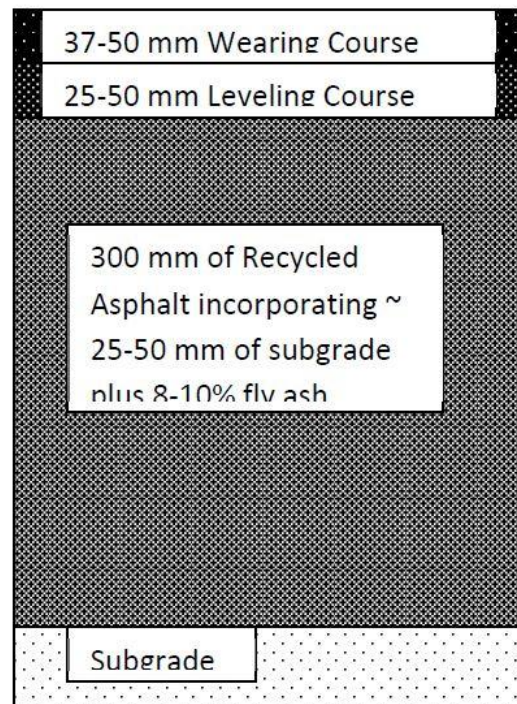 37-50 mm Wearing Course
25-50 mm Leveling Course
300 mm of Recycled
Asphalt incorporating ~
25-50 mm of subgrade
plus 8-10% fly ash
Subgrade